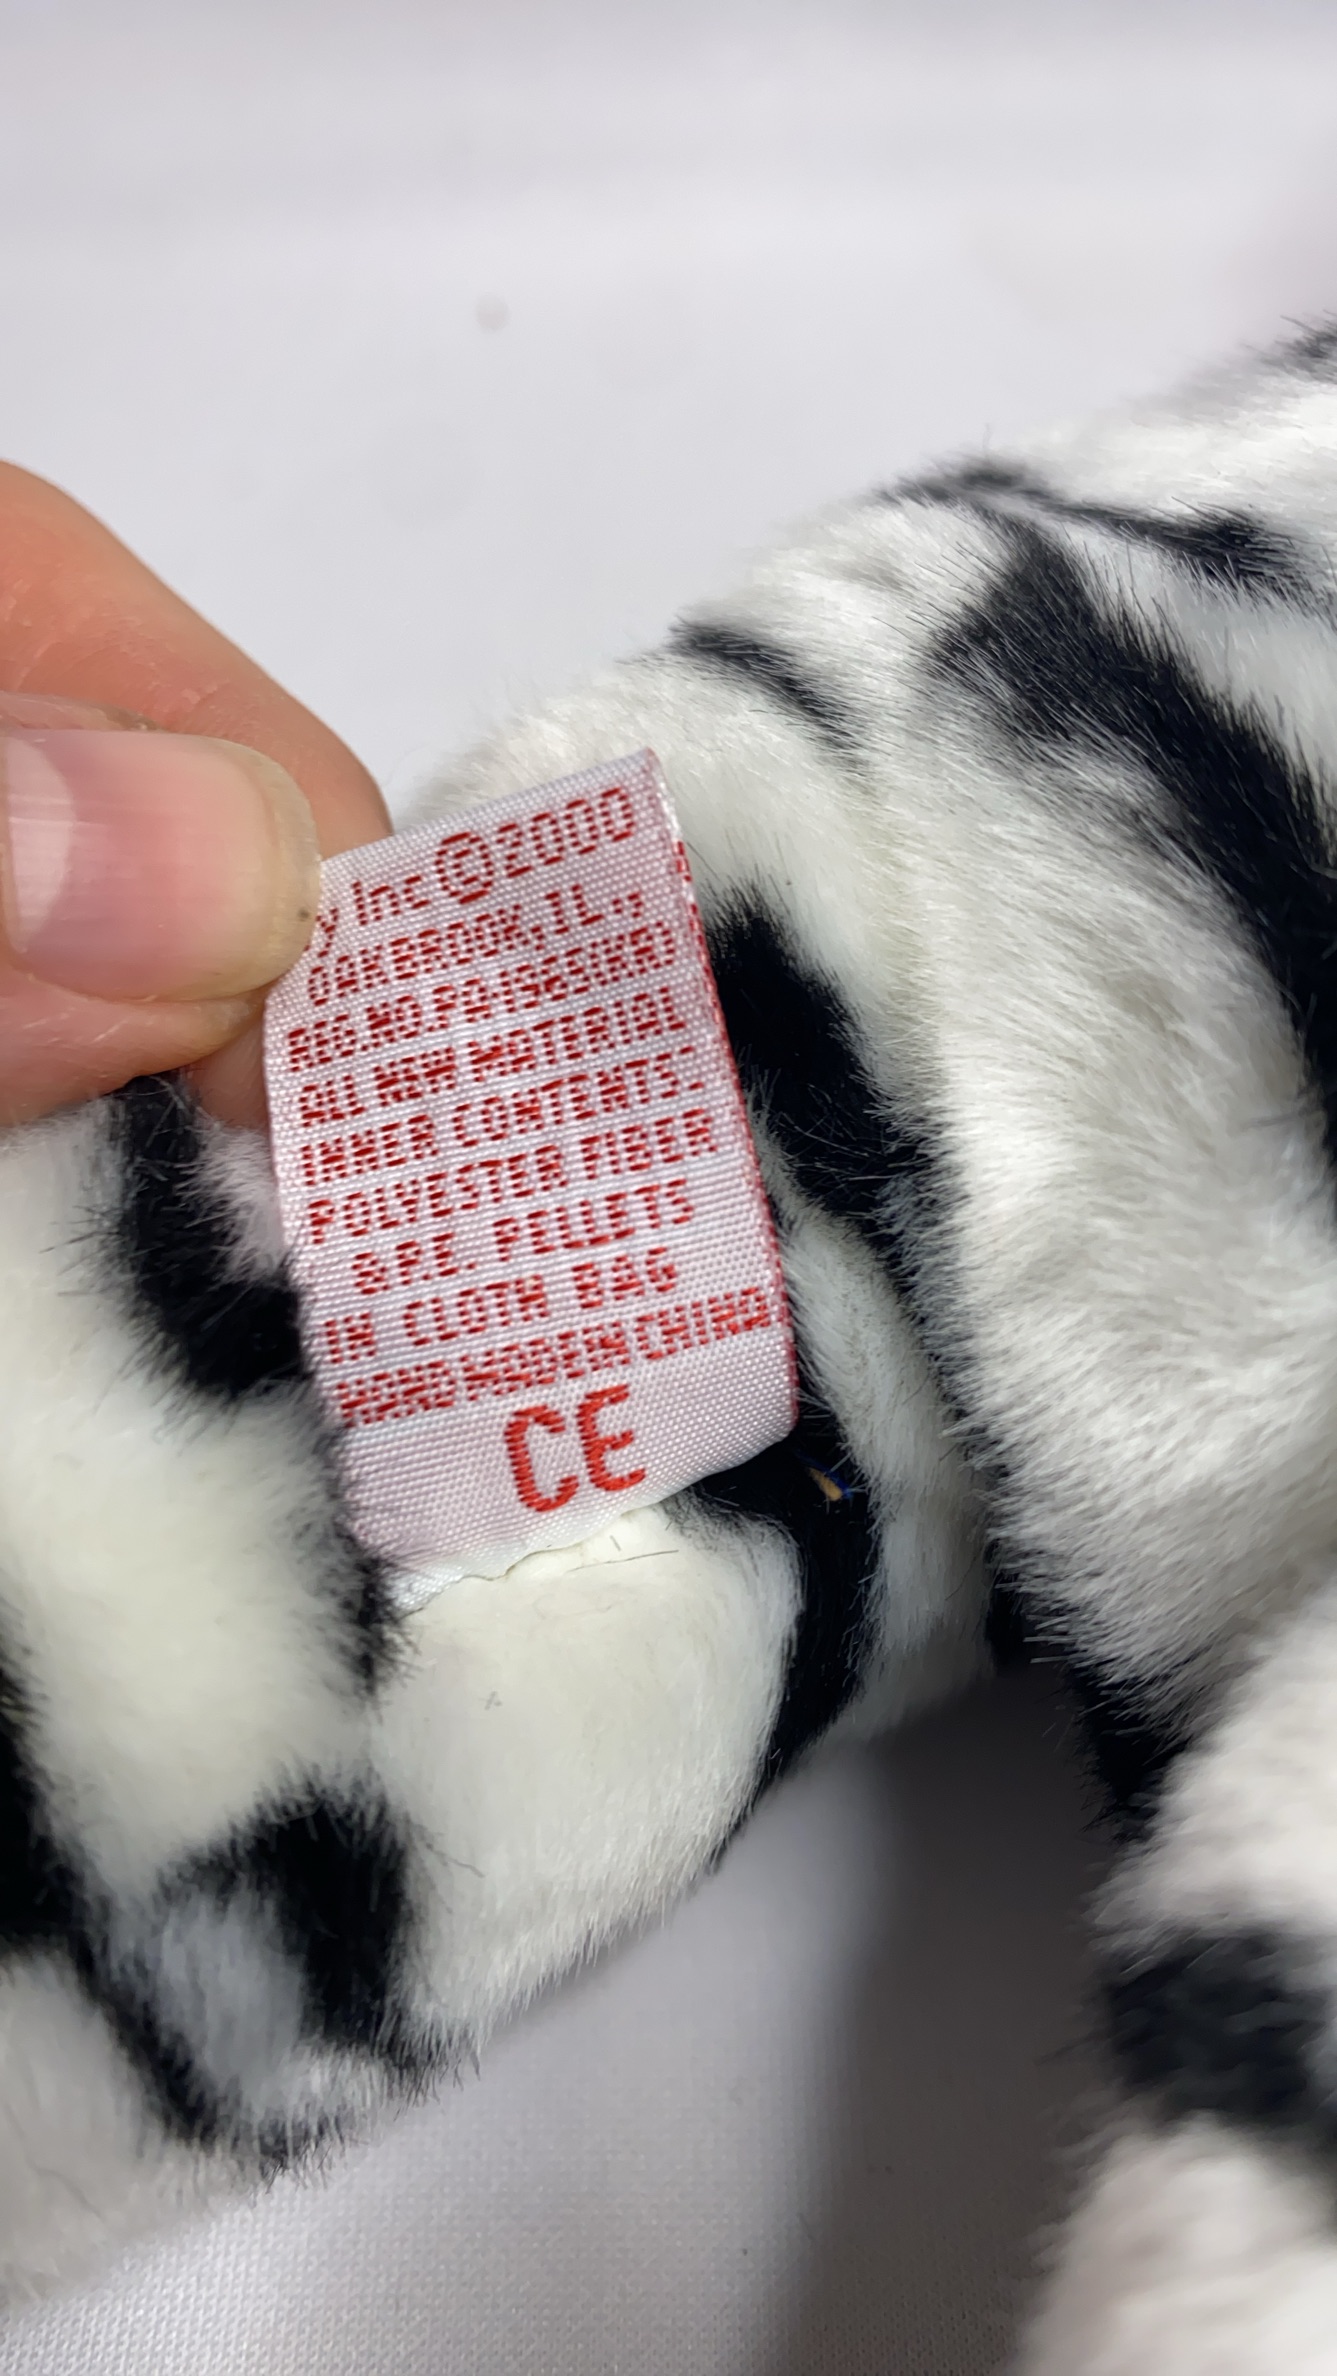 y Inc ©2000
OAKBROOK, IL.,
REG.NO.PA-1965(KR)
ALL NEW MATERIAL
INNER CONTENTS:
POLYESTER FIBER
& P.E. PELLETS
IN CLOTH BAG
HAND MADE IN CHINA
CE